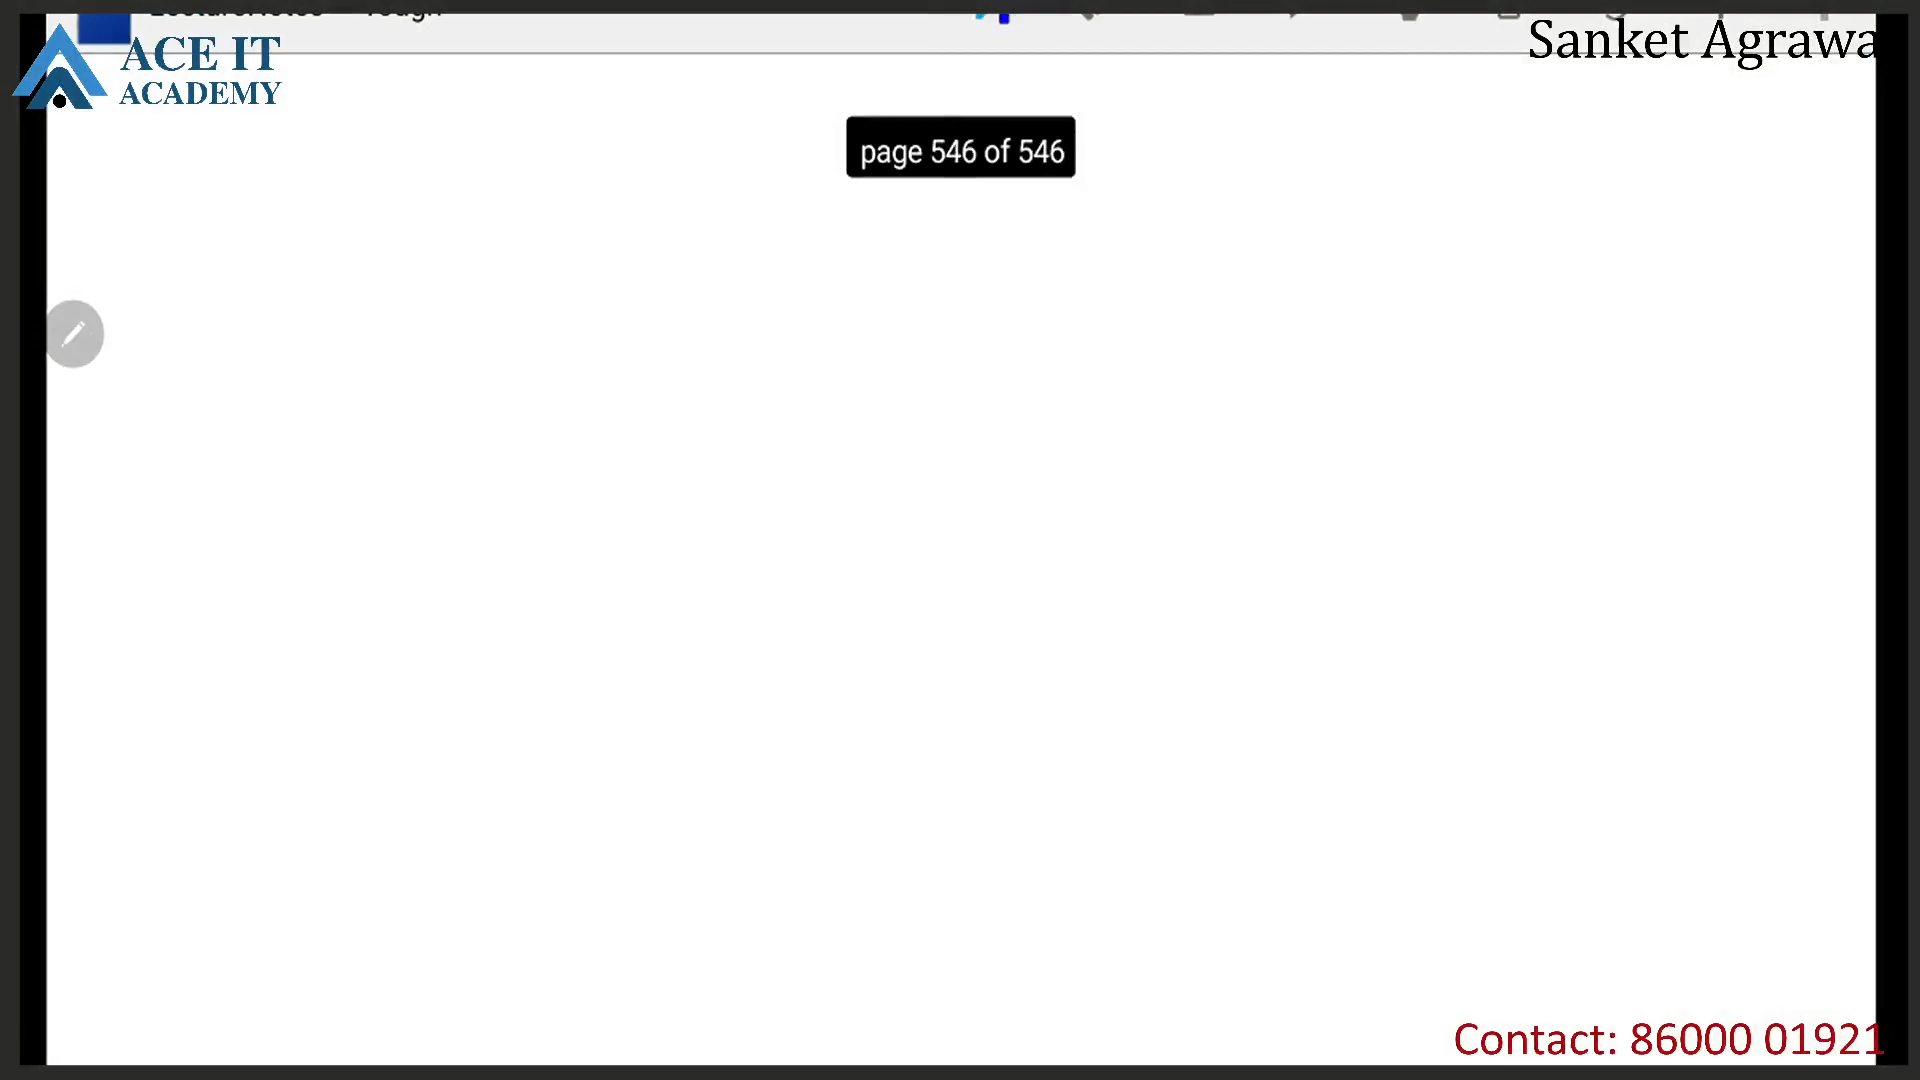 Sanket Agrawa
ACE IT
ACADEMY
page 546 of 546
Contact: 86000 01921